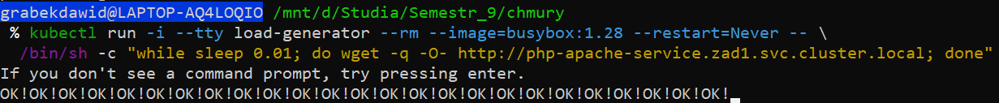 grabekdawid@LAPTOP-AQ4LOQIO /mnt/d/Studia/Semestr_9/chmury
% kubectl run -i --tty load-generator --rm --image=busybox:1.28 --restart=Never -- \
/bin/sh -c "while sleep 0.01; do wget -q -O- http://php-apache-service.zad1.svc.cluster.local; done"
If you don't see a command prompt, try pressing enter.
OK!OK!OK!OK!OK!OK!OK!OK!OK!OK!OK!OK!OK!OK!OK!OK!OK!OK!OK!OK!OK!OK!OK!OK!OK!